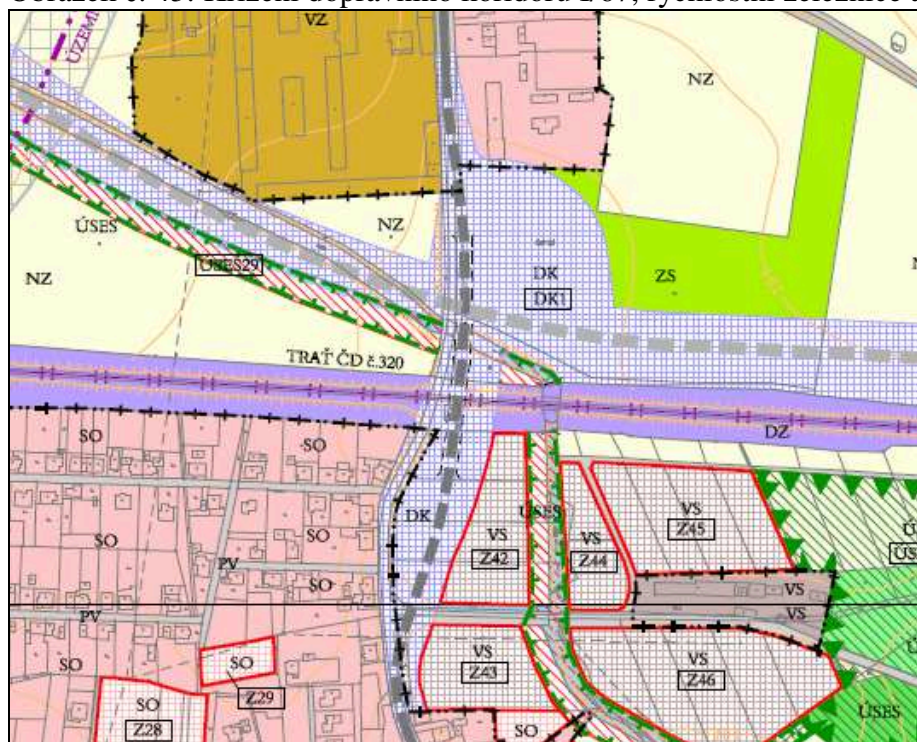 VZ
ÚZEMÍ
NZ
ÚSES
NZ
ÚSES29
NZ
DK
DK1
ZS
TRAŤ ČD č.320
DZ
SO
SO
DK
VS
Z42
ÚSES
VS
Z44
VS
Z45
SO
SO
PV
SO
VS
VS
PV
SO
SO
Z29
VS
Z43
VS
Z46
SO
Z28
SO
ÚSES